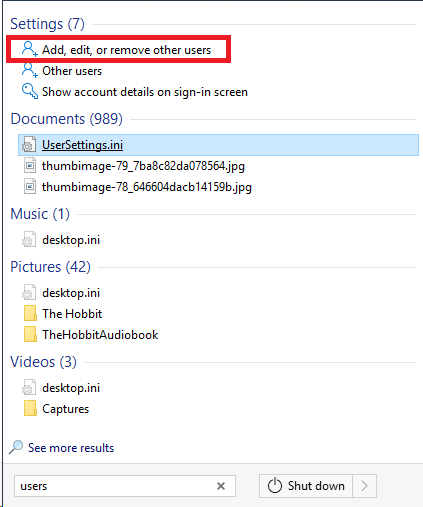 Settings (7)
Add, edit, or remove other users
Other users
Show account details on sign-in screen
Documents (989)
UserSettings.ini
thumbimage-79_7ba8c82da078564.jpg
thumbimage-78_646604dacb14159b.jpg
Music (1)
desktop.ini
Pictures (42)
desktop.ini
The Hobbit
TheHobbitAudiobook
Videos (3)
desktop.ini
Captures
See more results
users
Shut down